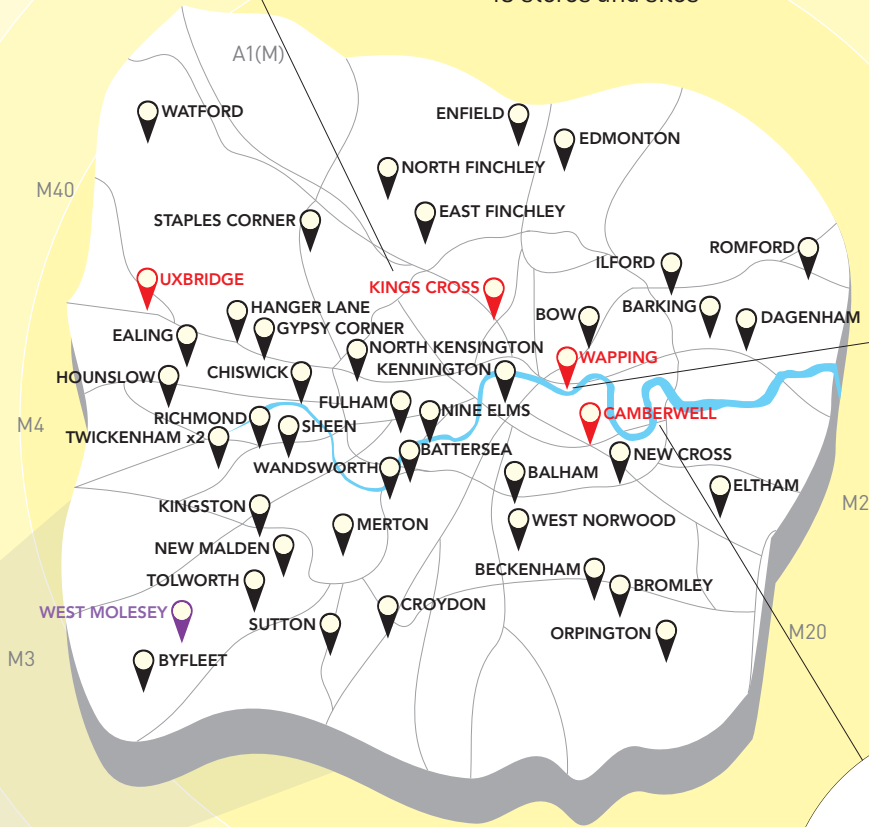 A1(M)
WATFORD
ENFIELD
EDMONTON
NORTH FINCHLEY
M40
EAST FINCHLEY
STAPLES CORNER
ROMFORD
ILFORD
UXBRIDGE
KINGS CROSS
HANGER LANE
BARKING
BOW
DAGENHAM
GYPSY CORNER
EALING
NORTH KENSINGTON
WAPPING
KENNINGTON
CHISWICK
HOUNSLOW
FULHAM
NINE ELMS
CAMBERWELL
RICHMOND
M4
SHEEN
TWICKENHAM x2
BATTERSEA
NEW CROSS
WANDSWORTH
BALHAM
ELTHAM
M2
KINGSTON
WEST NORWOOD
MERTON
NEW MALDEN
BECKENHAM
TOLWORTH
BROMLEY
CROYDON
WEST MOLESEY
SUTTON
ORPINGTON
M20
M3
BYFLEET